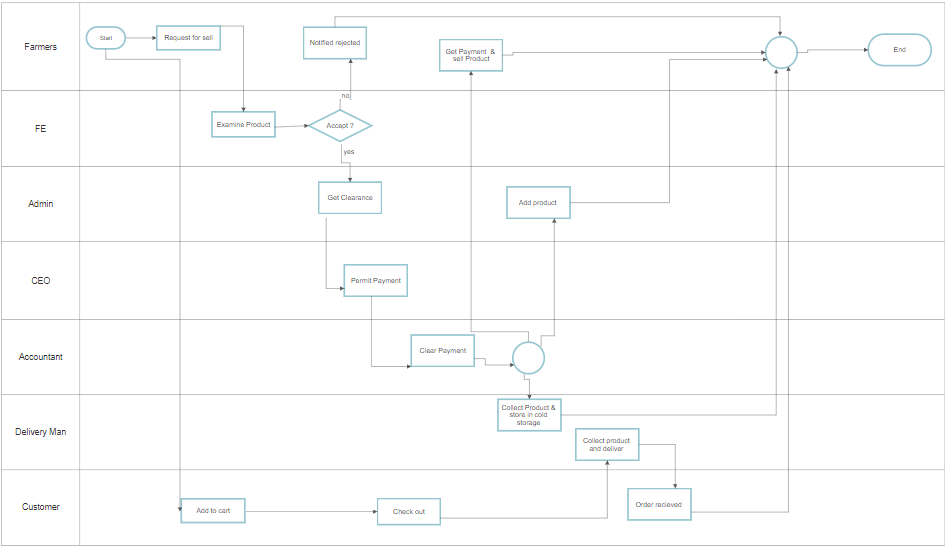 Farmers
Start
Request for sell
Notified rejected
Get Payment &
sell Product
End
FE
Examine Product
no
Accept ?
yes
Admin
Get Clearance
Add product
CEO
Permit Payment
Accountant
Clear Payment
Delivery Man
Collect Product &
store in cold
storage
Collect product
and deliver
Customer
Add to cart
Check out
Order recieved